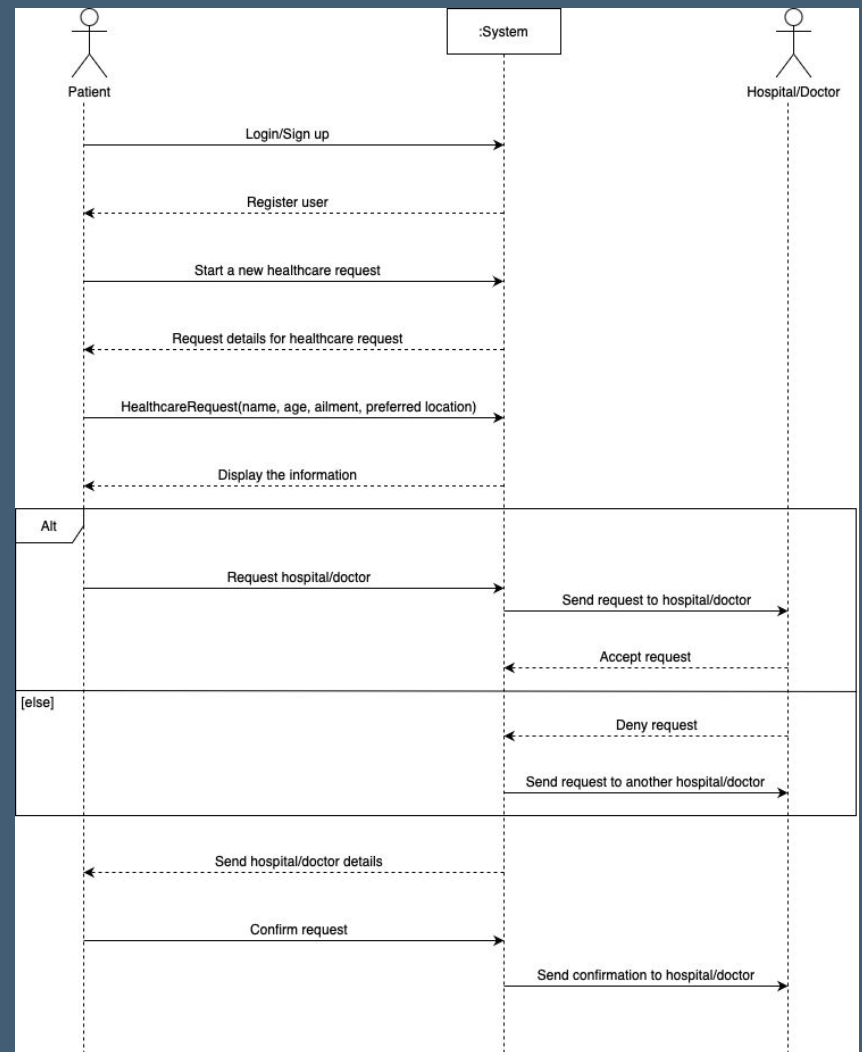 :System
Patient
Hospital/Doctor
Login/Sign up
Register user
Start a new healthcare request
Request details for healthcare request
HealthcareRequest(name, age, ailment, preferred location)
Display the information
Alt
Request hospital/doctor
Send request to hospital/doctor
Accept request
[else]
Deny request
Send request to another hospital/doctor
Send hospital/doctor details
Confirm request
Send confirmation to hospital/doctor